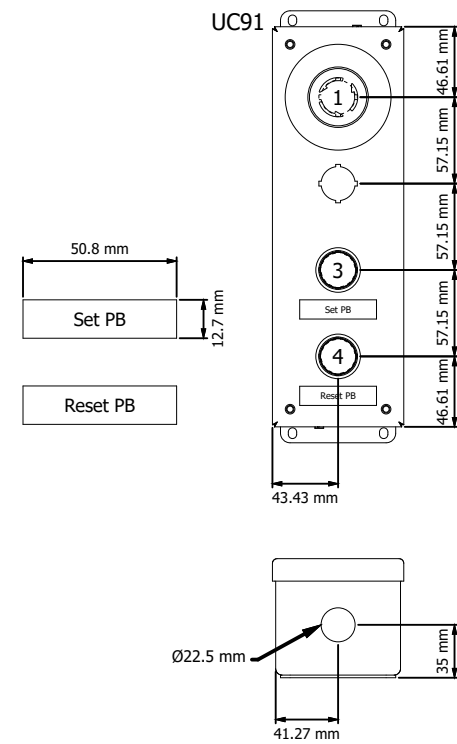 UC91
46.61 mm
1
57.15 mm
57.15 mm
50.8 mm
3
Set PB
12.7 mm
Set PB
57.15 mm
4
Reset PB
Reset PB
46.61 mm
43.43 mm
Ø22.5 mm
35 mm
41.27 mm